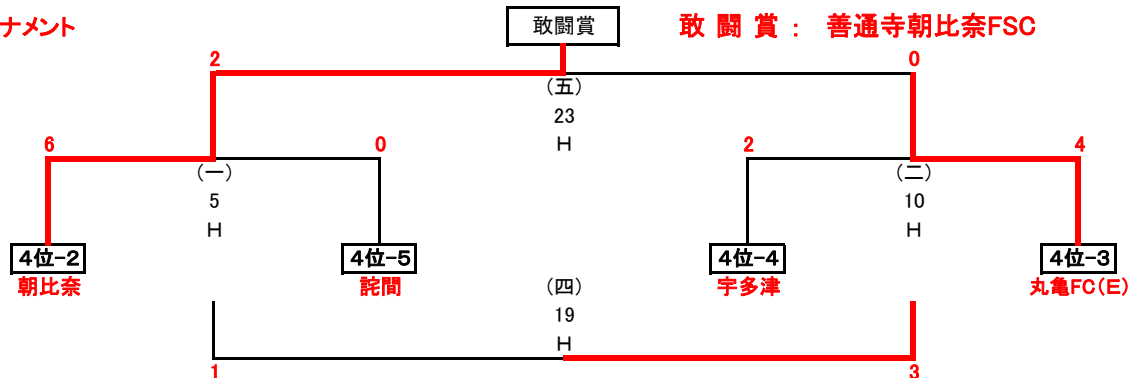 ナメント
敢闘賞
敢 闘 賞 ： 善通寺朝比奈FSC
2
0
(五)
23
H
6
0
2
4
(一)
5
H
(二)
10
H
4位-2
4位-5
4位-4
4位-3
朝比奈
詫間
宇多津
丸亀FC(E)
(四)
19
H
1
3